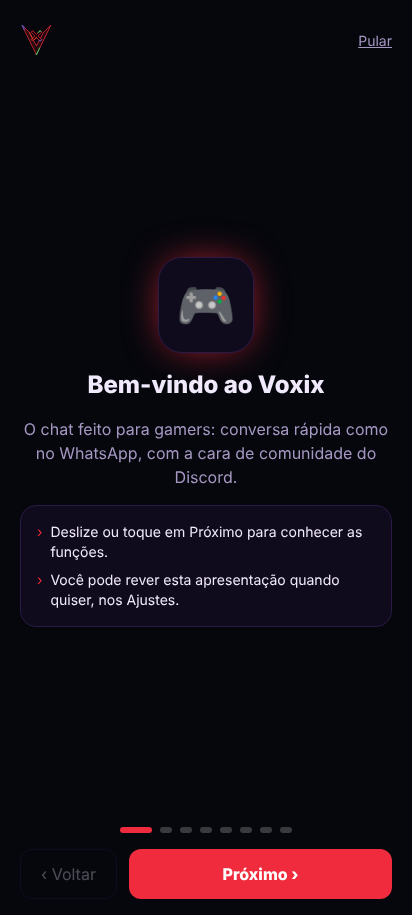 Pular
Bem-vindo ao Voxix
O chat feito para gamers: conversa rápida como
no WhatsApp, com a cara de comunidade do
Discord.
› Deslize ou toque em Próximo para conhecer as
funções.
› Você pode rever esta apresentação quando
quiser, nos Ajustes.
‹ Voltar
Próximo ›